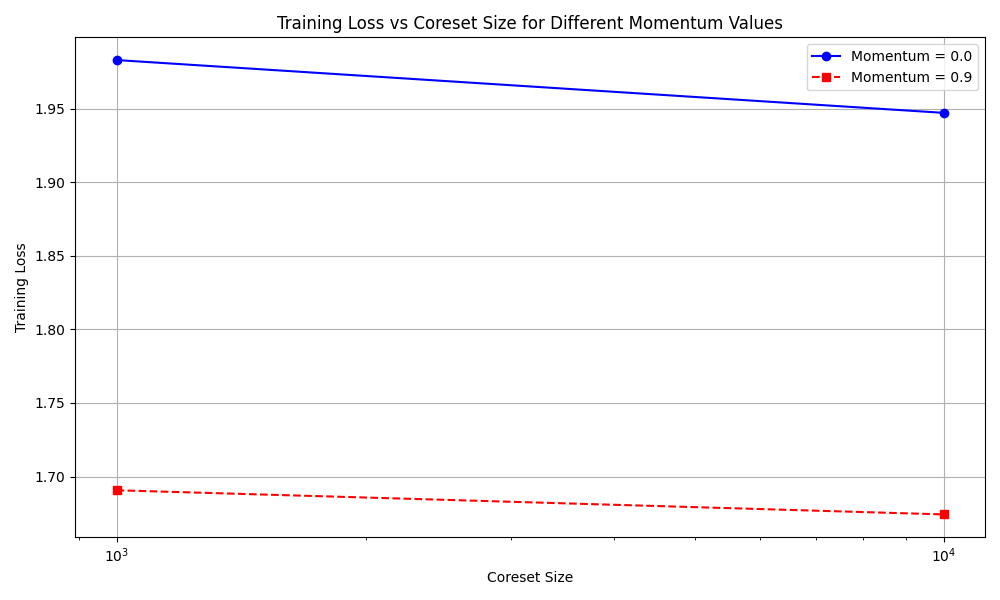 Training Loss vs Coreset Size for Different Momentum Values
Momentum = 0.0
Momentum = 0.9
1.95
1.90
1.85
1.80
1.75
1.70
Training Loss
10³
10⁴
Coreset Size